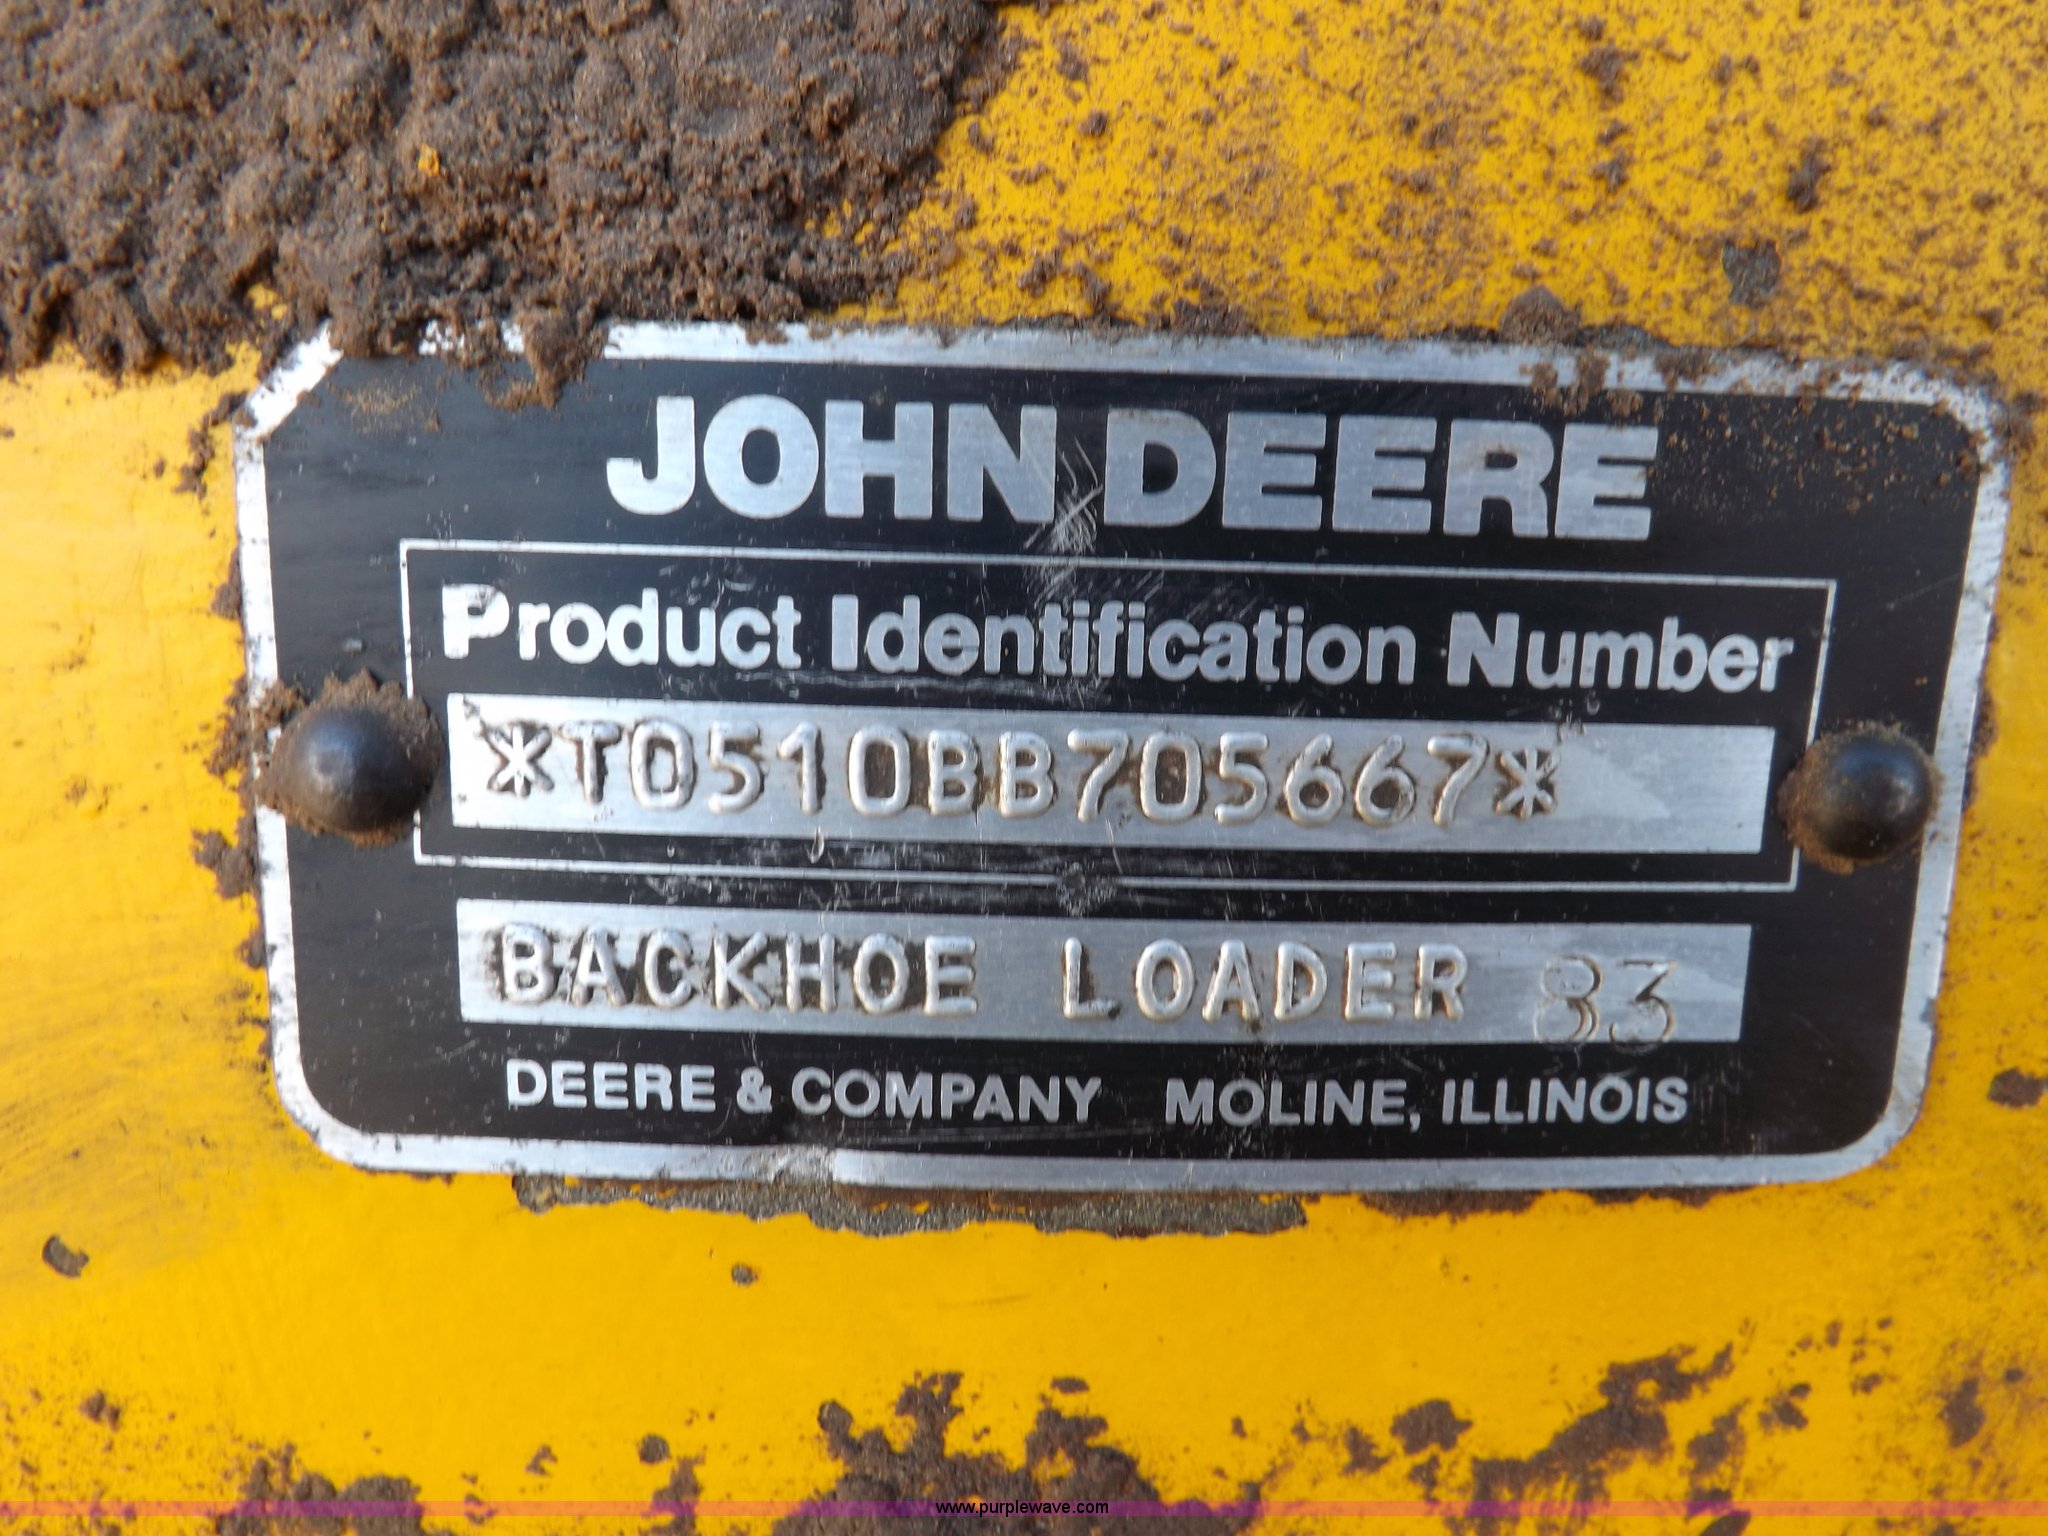 JOHN DEERE
Product Identification Number
*T0510BB705667*
BACKHOE LOADER 83
DEERE & COMPANY MOLINE, ILLINOIS
www.purplewave.com